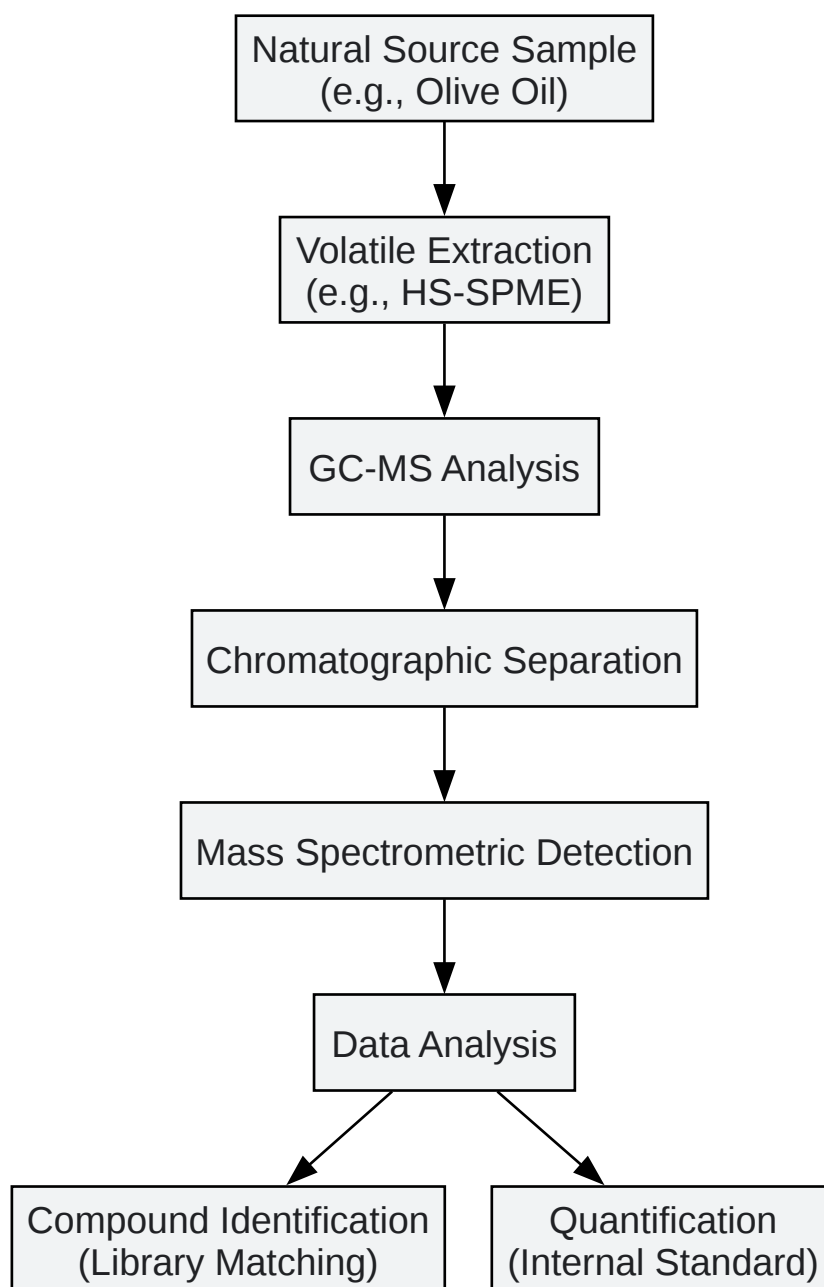 Natural Source Sample
(e.g., Olive Oil)
Volatile Extraction
(e.g., HS-SPME)
GC-MS Analysis
Chromatographic Separation
Mass Spectrometric Detection
Data Analysis
Compound Identification
(Library Matching)
Quantification
(Internal Standard)